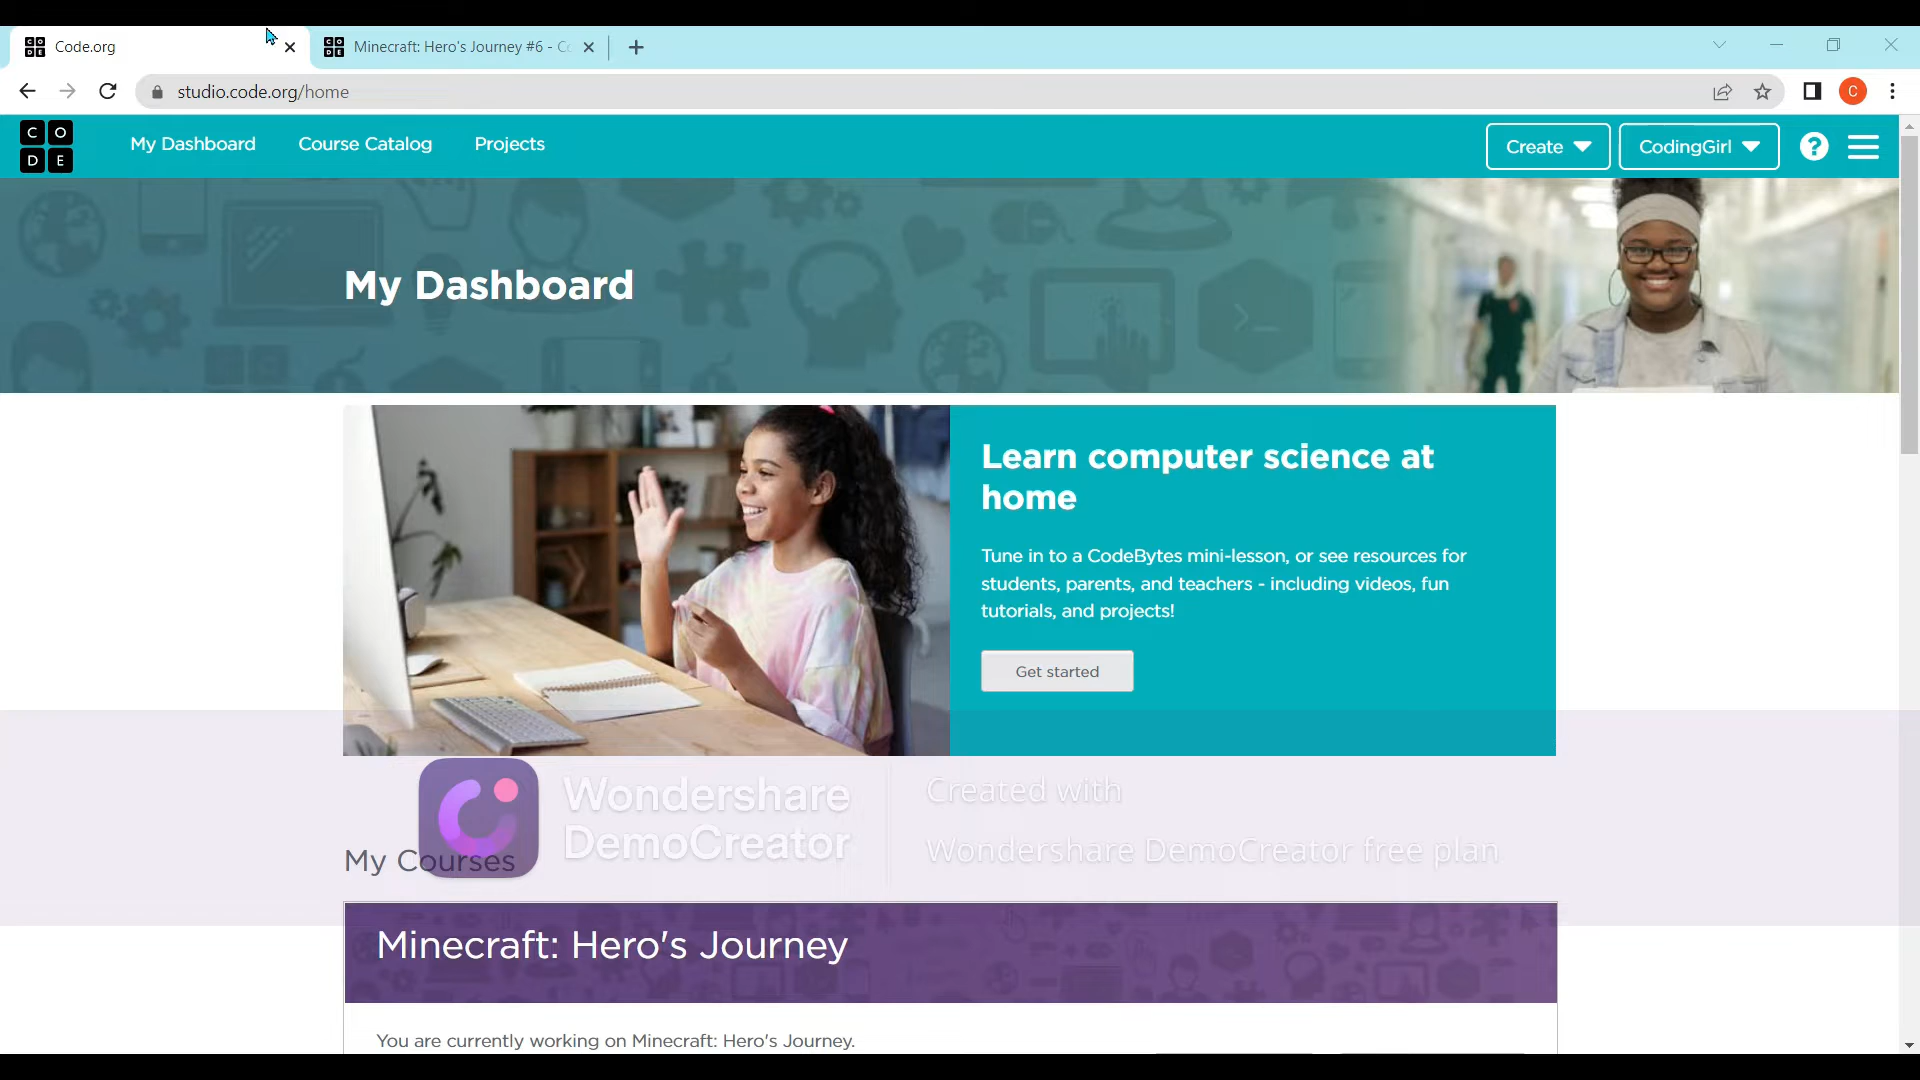 Code.org
Minecraft: Hero's Journey #6 - Co
studio.code.org/home
C
CODE
My Dashboard
Course Catalog
Projects
Create
CodingGirl
?
My Dashboard
Learn computer science at
home
Tune in to a CodeBytes mini-lesson, or see resources for
students, parents, and teachers - including videos, fun
tutorials, and projects!
Get started
Wondershare
DemoCreator
Created with
Wondershare DemoCreator free plan
My Courses
Minecraft: Hero's Journey
You are currently working on Minecraft: Hero's Journey.